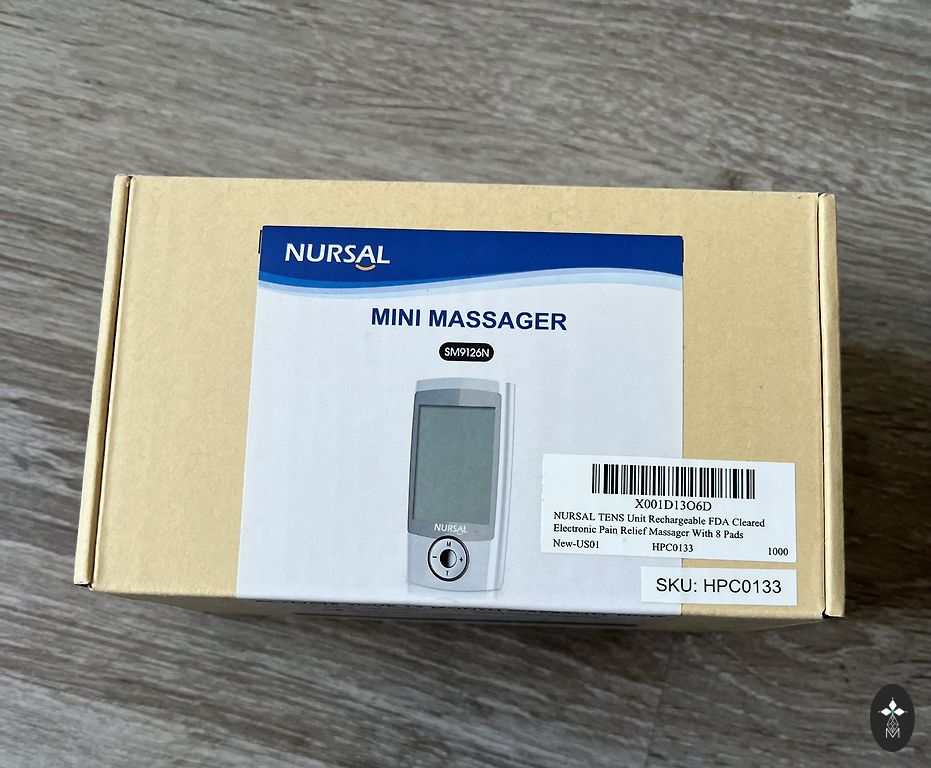 NURSAL
MINI MASSAGER
SM9126N
NURSAL
M
- +
T
X001D13O6D
NURSAL TENS Unit Rechargeable FDA Cleared
Electronic Pain Relief Massager With 8 Pads
New-US01 HPC0133 1000
SKU: HPC0133
M